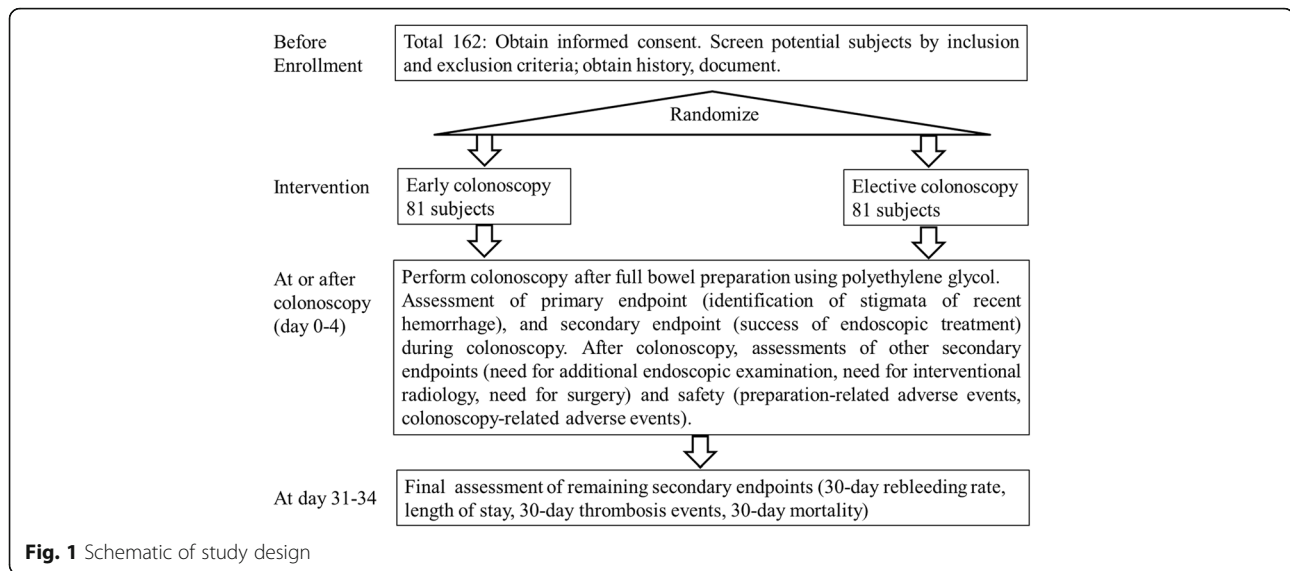 Before
Enrollment
Total 162: Obtain informed consent. Screen potential subjects by inclusion
and exclusion criteria; obtain history, document.
Randomize
Intervention
Early colonoscopy
81 subjects
Elective colonoscopy
81 subjects
At or after
colonoscopy
(day 0-4)
Perform colonoscopy after full bowel preparation using polyethylene glycol.
Assessment of primary endpoint (identification of stigmata of recent
hemorrhage), and secondary endpoint (success of endoscopic treatment)
during colonoscopy. After colonoscopy, assessments of other secondary
endpoints (need for additional endoscopic examination, need for interventional
radiology, need for surgery) and safety (preparation-related adverse events,
colonoscopy-related adverse events).
At day 31-34
Final assessment of remaining secondary endpoints (30-day rebleeding rate,
length of stay, 30-day thrombosis events, 30-day mortality)
Fig. 1 Schematic of study design